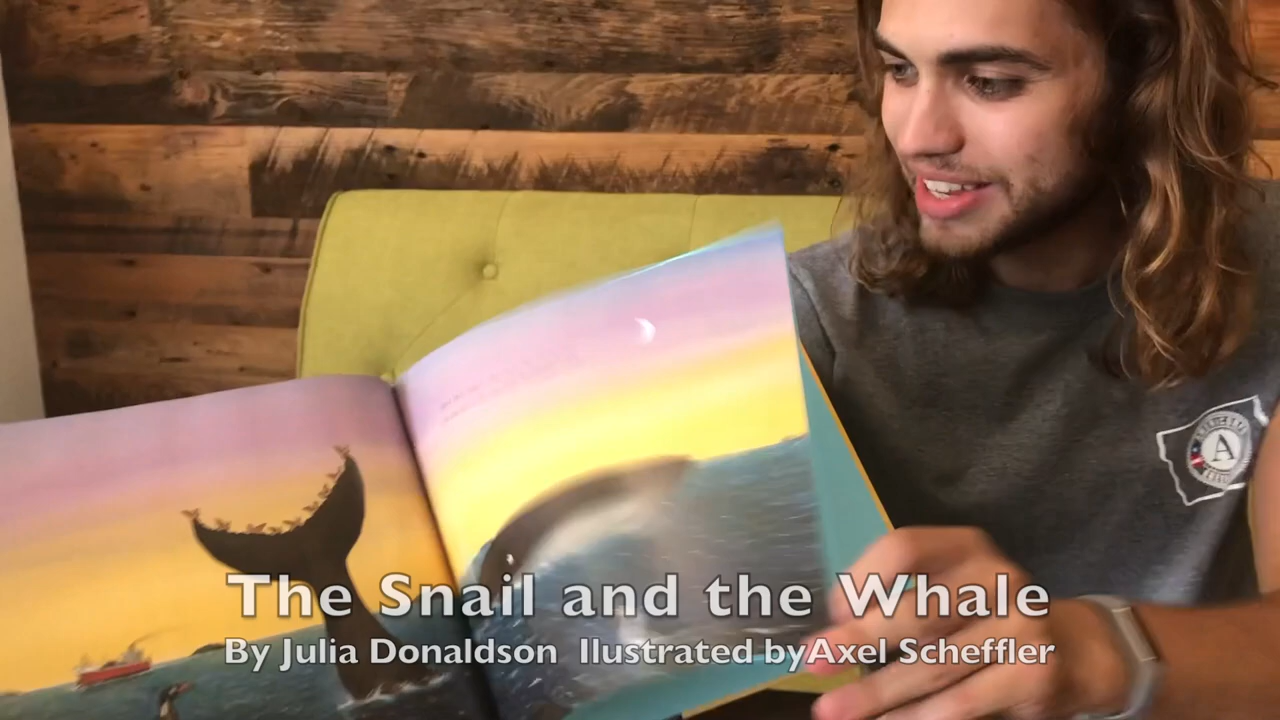 The Snail and the Whale
By Julia Donaldson Ilustrated byAxel Scheffler
A